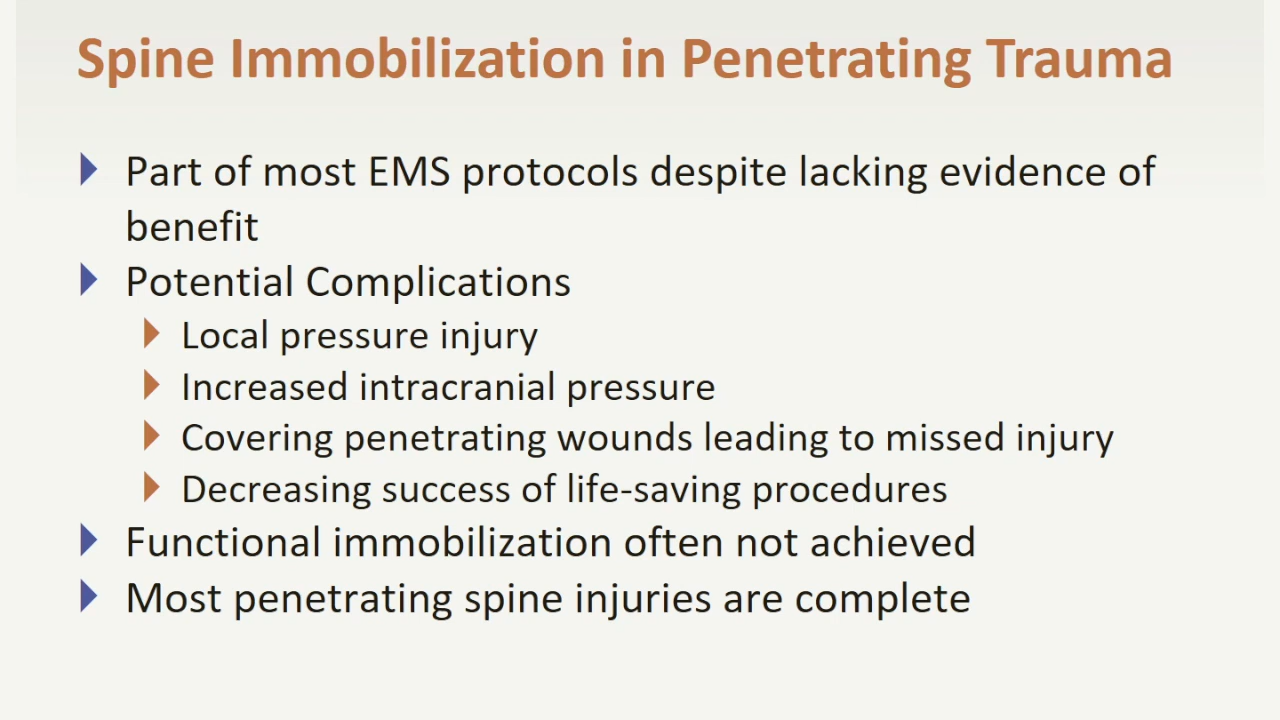 Spine Immobilization in Penetrating Trauma
Part of most EMS protocols despite lacking evidence of
benefit
Potential Complications
Local pressure injury
Increased intracranial pressure
Covering penetrating wounds leading to missed injury
Decreasing success of life-saving procedures
Functional immobilization often not achieved
Most penetrating spine injuries are complete